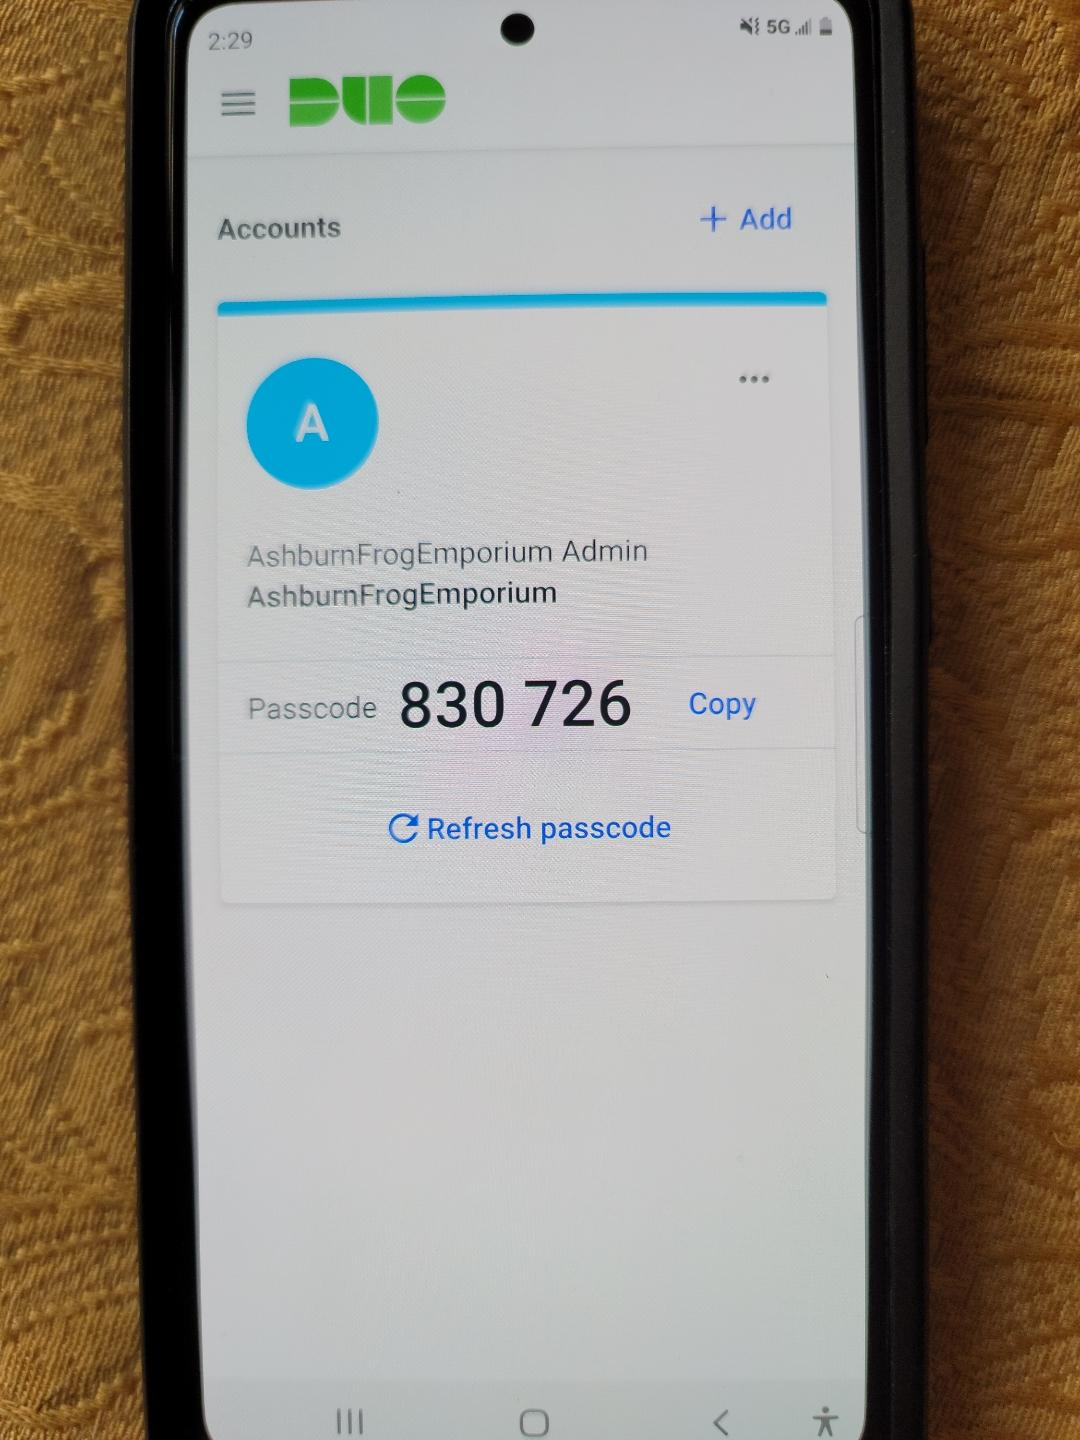 2:29 5G
DUO
Accounts + Add
A
AshburnFrogEmporium Admin
AshburnFrogEmporium
Passcode 830 726 Copy
Refresh passcode